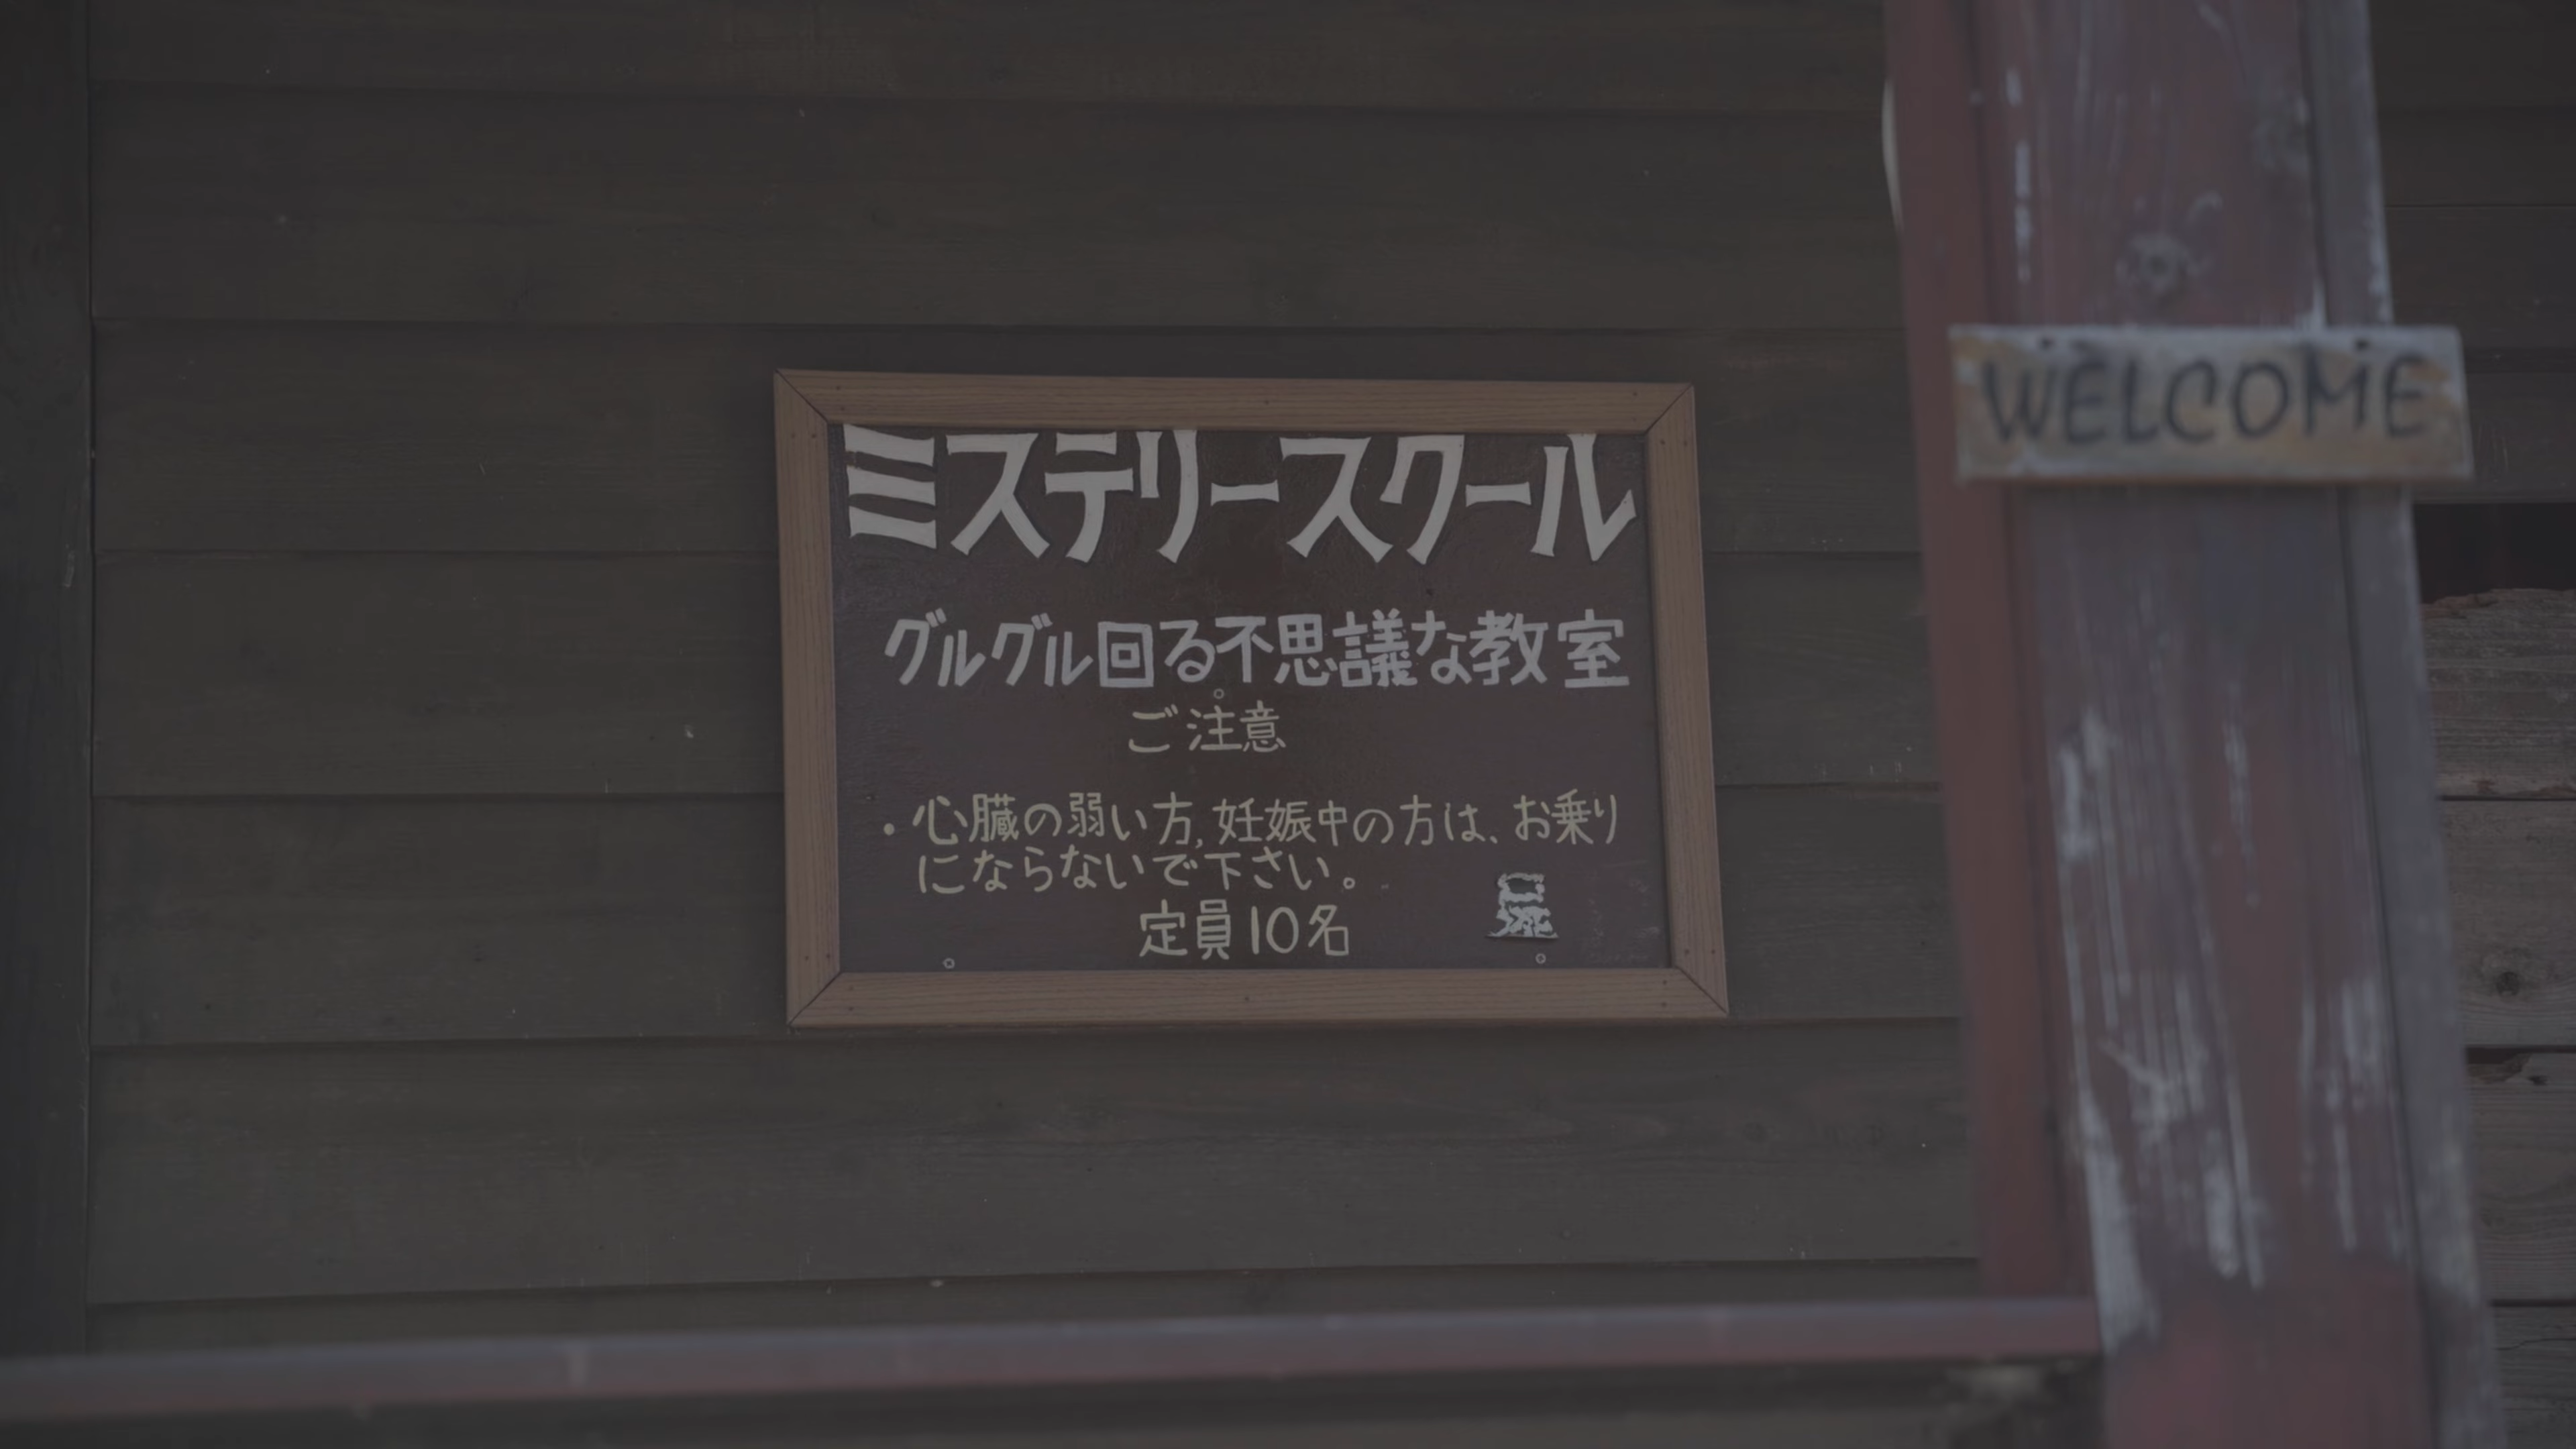 ミステリースクール
グルグル回る不思議な教室
ご注意
・心臓の弱い方,妊娠中の方は、お乗り
にならないで下さい。
定員10名
WELCOME